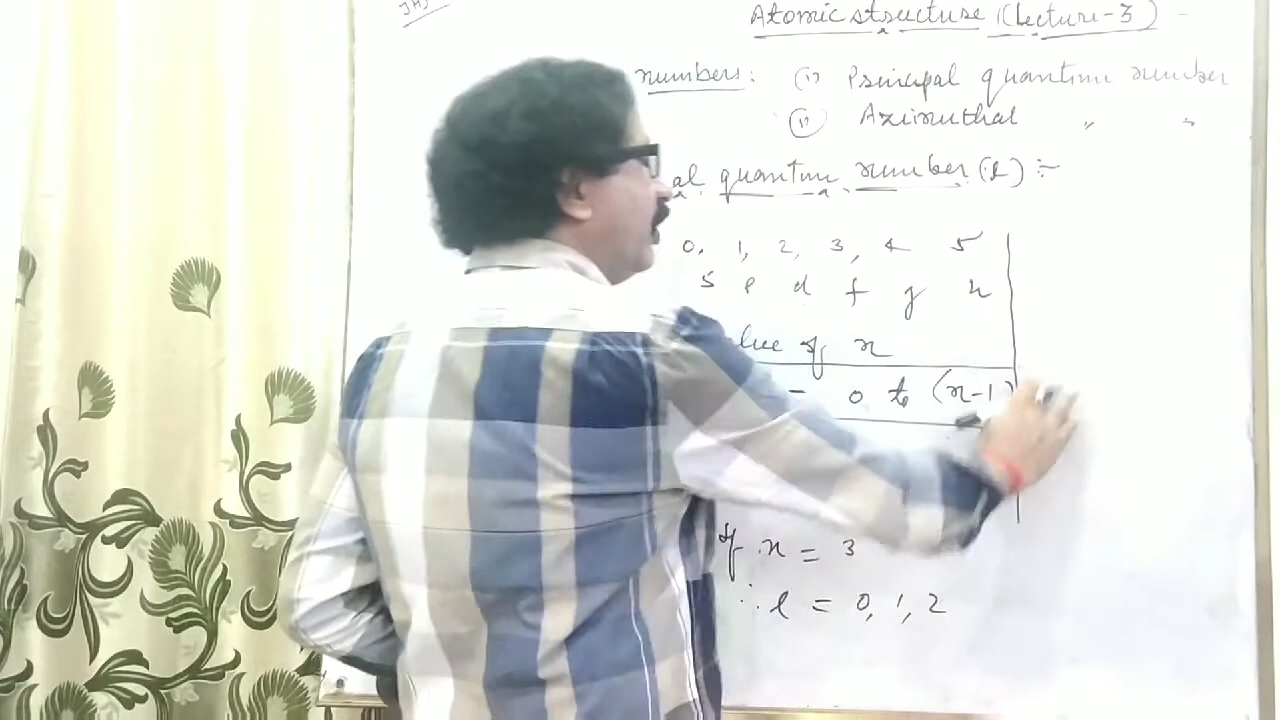 Atomic structure (Lecture-3)
numbers: (i) Principal quantum number
(ii) Azimuthal " "
al quantum number (l) :-
0, 1, 2, 3, 4 5
s p d f g h
lue of n
- 0 to (n-1)
If n = 3
∴ l = 0, 1, 2